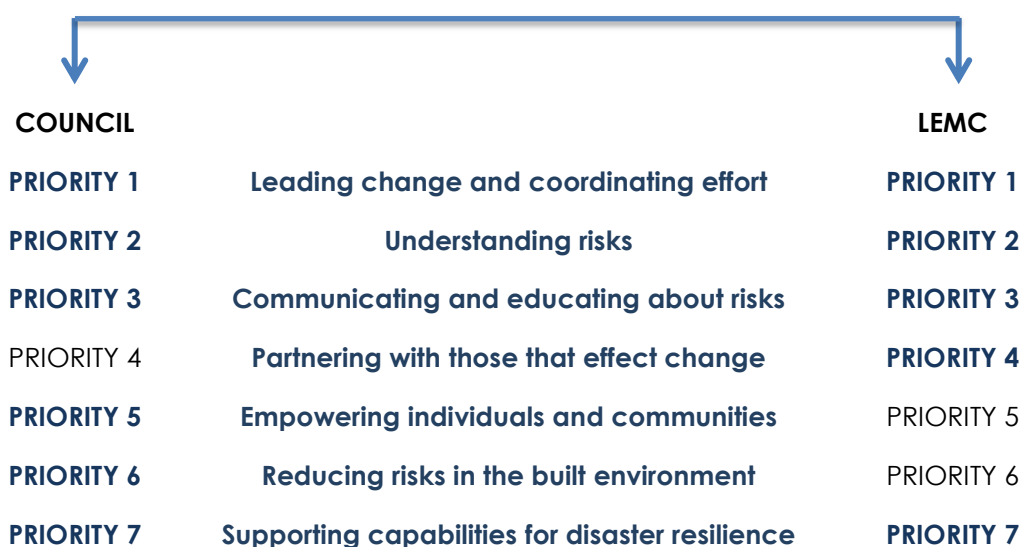 COUNCIL LEMC
PRIORITY 1 Leading change and coordinating effort PRIORITY 1
PRIORITY 2 Understanding risks PRIORITY 2
PRIORITY 3 Communicating and educating about risks PRIORITY 3
PRIORITY 4 Partnering with those that effect change PRIORITY 4
PRIORITY 5 Empowering individuals and communities PRIORITY 5
PRIORITY 6 Reducing risks in the built environment PRIORITY 6
PRIORITY 7 Supporting capabilities for disaster resilience PRIORITY 7